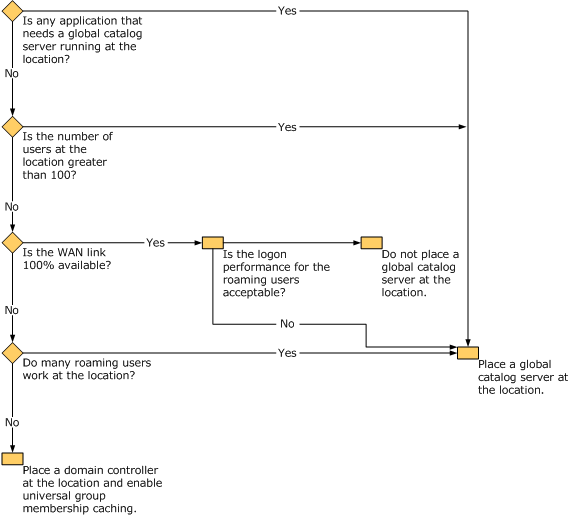 Yes
Is any application that
needs a global catalog
server running at the
location?
No
Yes
Is the number of
users at the
location greater
than 100?
No
Yes
Is the WAN link
100% available?
Is the logon
performance for the
roaming users
acceptable?
Do not place a
global catalog
server at the
location.
No
No
Yes
Do many roaming users
work at the location?
Place a global
catalog server at
the location.
No
Place a domain controller
at the location and enable
universal group
membership caching.